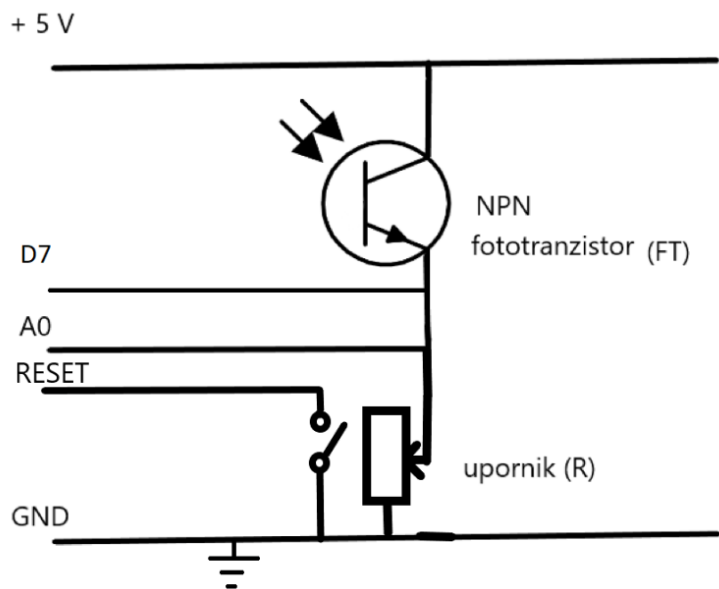 + 5 V
NPN
fototranzistor (FT)
D7
A0
RESET
upornik (R)
GND